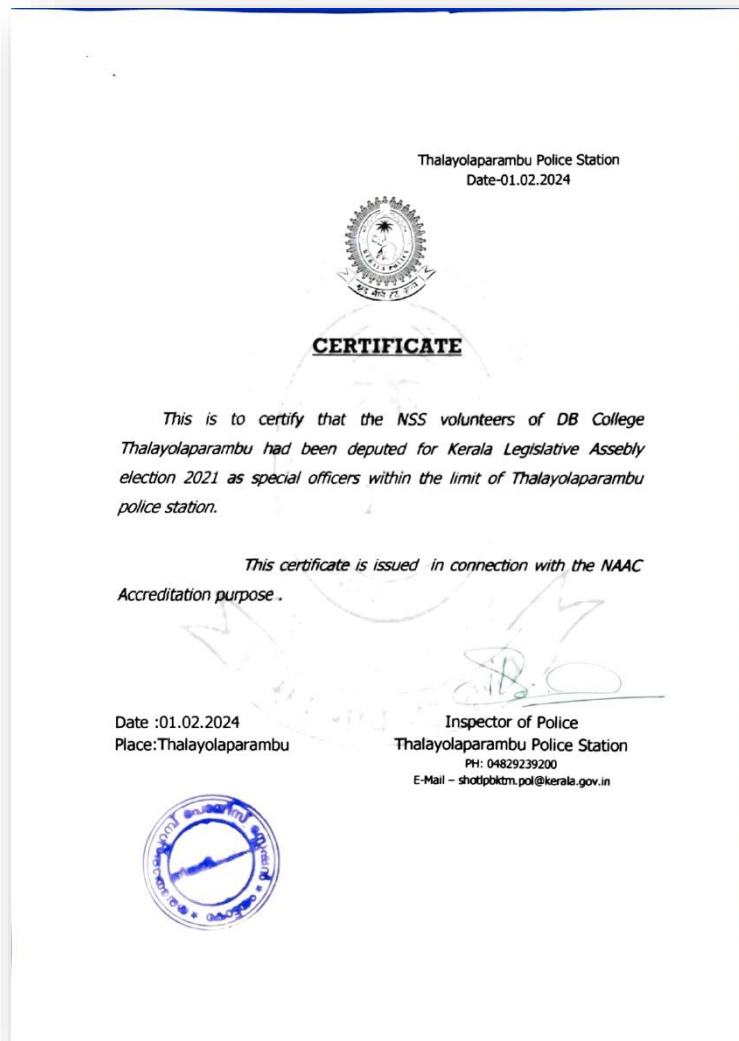 Thalayolaparambu Police Station
Date-01.02.2024
KERALA POLICE
CERTIFICATE
This is to certify that the NSS volunteers of DB College
Thalayolaparambu had been deputed for Kerala Legislative Assebly
election 2021 as special officers within the limit of Thalayolaparambu
police station.
This certificate is issued in connection with the NAAC
Accreditation purpose .
Date :01.02.2024
Place:Thalayolaparambu
Inspector of Police
Thalayolaparambu Police Station
PH: 04829239200
E-Mail – shotlpbktm.pol@kerala.gov.in